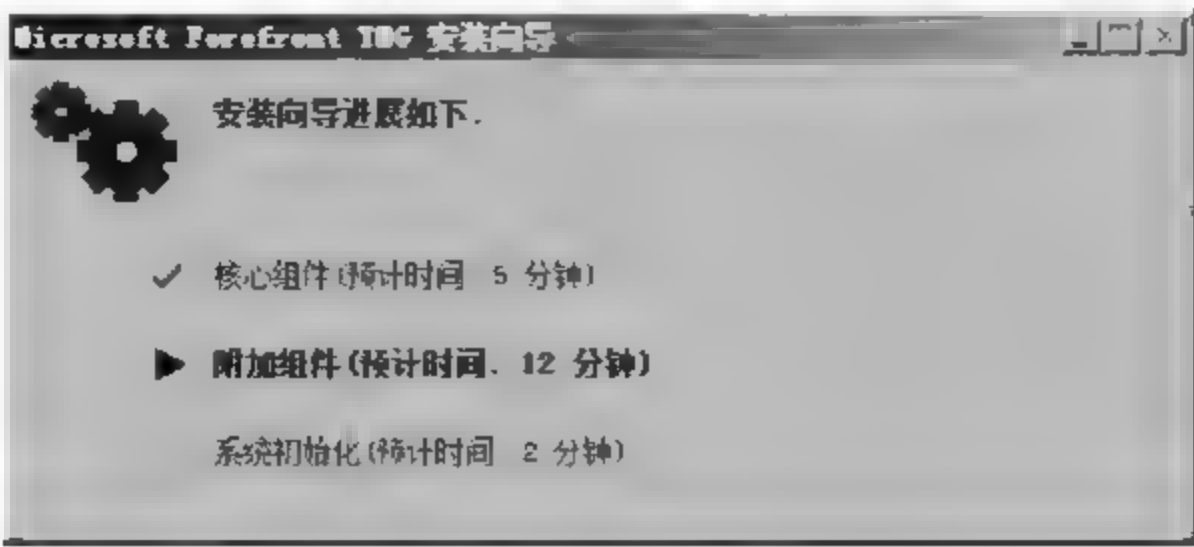 Microsoft Forefront TMG 安装向导
安装向导进展如下.
核心组件(预计时间 5 分钟)
附加组件(预计时间. 12 分钟)
系统初始化(预计时间 2 分钟)